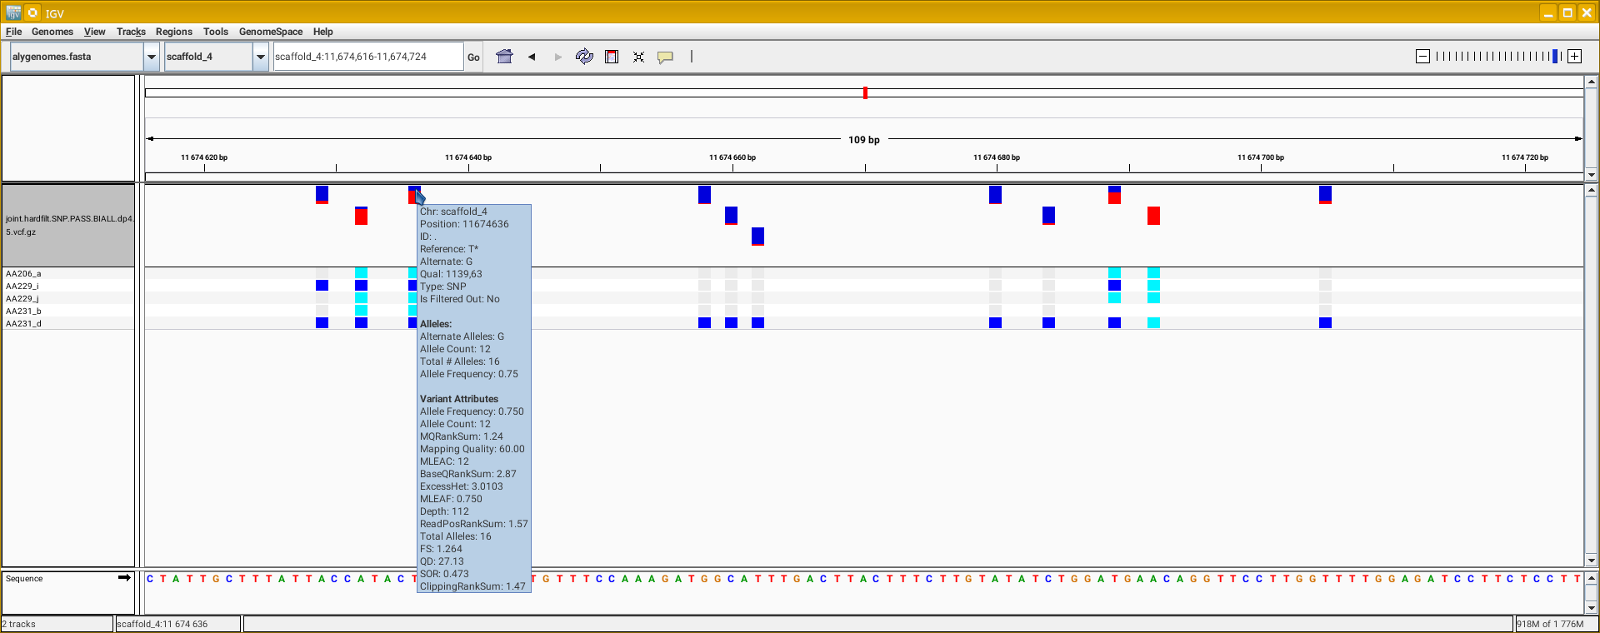 IGV
File Genomes View Tracks Regions Tools GenomeSpace Help
alygenomes.fasta scaffold_4 scaffold_4:11,674,616-11,674,724 Go
109 bp
11 674 620 bp 11 674 640 bp 11 674 660 bp 11 674 680 bp 11 674 700 bp 11 674 720 bp
joint.hardfilt.SNP.PASS.BIALL.dp4.
5.vcf.gz
AA206_a
AA229_i
AA229_j
AA231_b
AA231_d
Chr: scaffold_4
Position: 11674636
ID: .
Reference: T*
Alternate: G
Qual: 1139,63
Type: SNP
Is Filtered Out: No
Alleles:
Alternate Alleles: G
Allele Count: 12
Total # Alleles: 16
Allele Frequency: 0.75
Variant Attributes
Allele Frequency: 0.750
Allele Count: 12
MQRankSum: 1.24
Mapping Quality: 60.00
MLEAC: 12
BaseQRankSum: 2.87
ExcessHet: 3.0103
MLEAF: 0.750
Depth: 112
ReadPosRankSum: 1.57
Total Alleles: 16
FS: 1.264
QD: 27.13
SOR: 0.473
ClippingRankSum: 1.47
Sequence C T A T T G C T T T A T T A C C A T A C T T G T T T C C A A A G A T G G C A T T T G A C T T A C T T T C T T G T A T A T C T G G A T G A A C A G G T T C C T T G G T T T T G G A G A T C C T T C T C C T T
2 tracks scaffold_4:11 674 636 918M of 1 776M